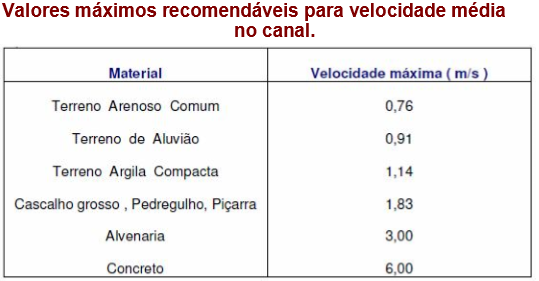 Valores máximos recomendáveis para velocidade média
no canal.
Material Velocidade máxima ( m/s )
Terreno Arenoso Comum 0,76
Terreno de Aluvião 0,91
Terreno Argila Compacta 1,14
Cascalho grosso , Pedregulho, Piçarra 1,83
Alvenaria 3,00
Concreto 6,00